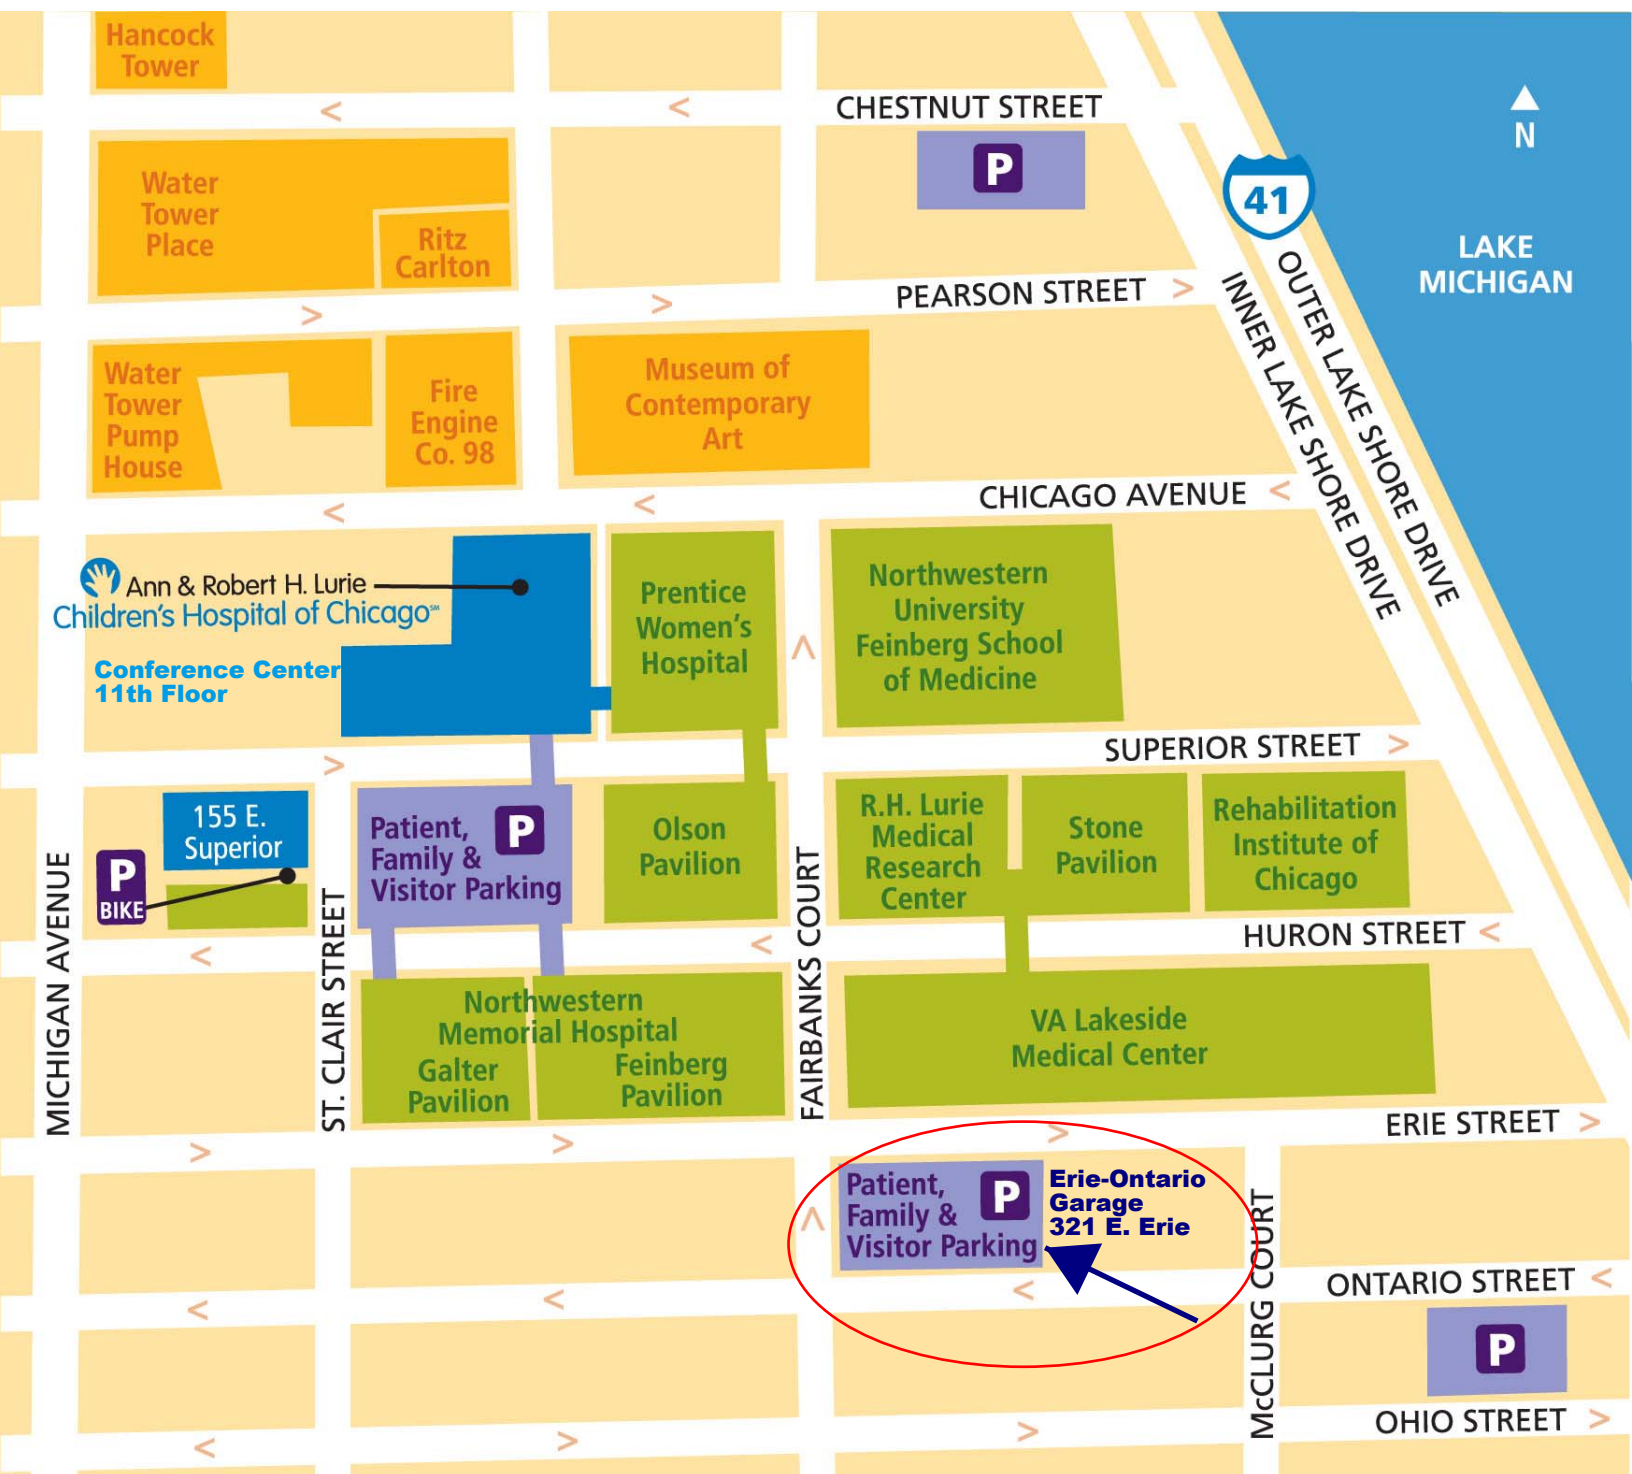 Hancock
Tower
CHESTNUT STREET
P
N
Water
Tower
Place
Ritz
Carlton
41
LAKE
MICHIGAN
PEARSON STREET
OUTER LAKE SHORE DRIVE
INNER LAKE SHORE DRIVE
Water
Tower
Pump
House
Fire
Engine
Co. 98
Museum of
Contemporary
Art
CHICAGO AVENUE
Ann & Robert H. Lurie
Children's Hospital of Chicago℠
Conference Center
11th Floor
Prentice
Women's
Hospital
Northwestern
University
Feinberg School
of Medicine
SUPERIOR STREET
155 E.
Superior
P
BIKE
Patient,
Family &
Visitor Parking
P
Olson
Pavilion
R.H. Lurie
Medical
Research
Center
Stone
Pavilion
Rehabilitation
Institute of
Chicago
HURON STREET
MICHIGAN AVENUE
ST. CLAIR STREET
FAIRBANKS COURT
Northwestern
Memorial Hospital
Galter
Pavilion
Feinberg
Pavilion
VA Lakeside
Medical Center
ERIE STREET
Patient,
Family &
Visitor Parking
P
Erie-Ontario
Garage
321 E. Erie
McCLURG COURT
ONTARIO STREET
P
OHIO STREET